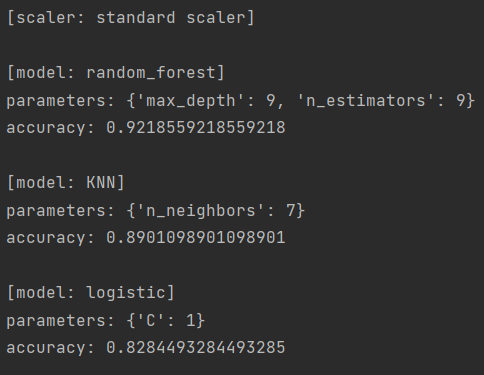 [scaler: standard scaler]
[model: random_forest]
parameters: {'max_depth': 9, 'n_estimators': 9}
accuracy: 0.9218559218559218
[model: KNN]
parameters: {'n_neighbors': 7}
accuracy: 0.8901098901098901
[model: logistic]
parameters: {'C': 1}
accuracy: 0.8284493284493285